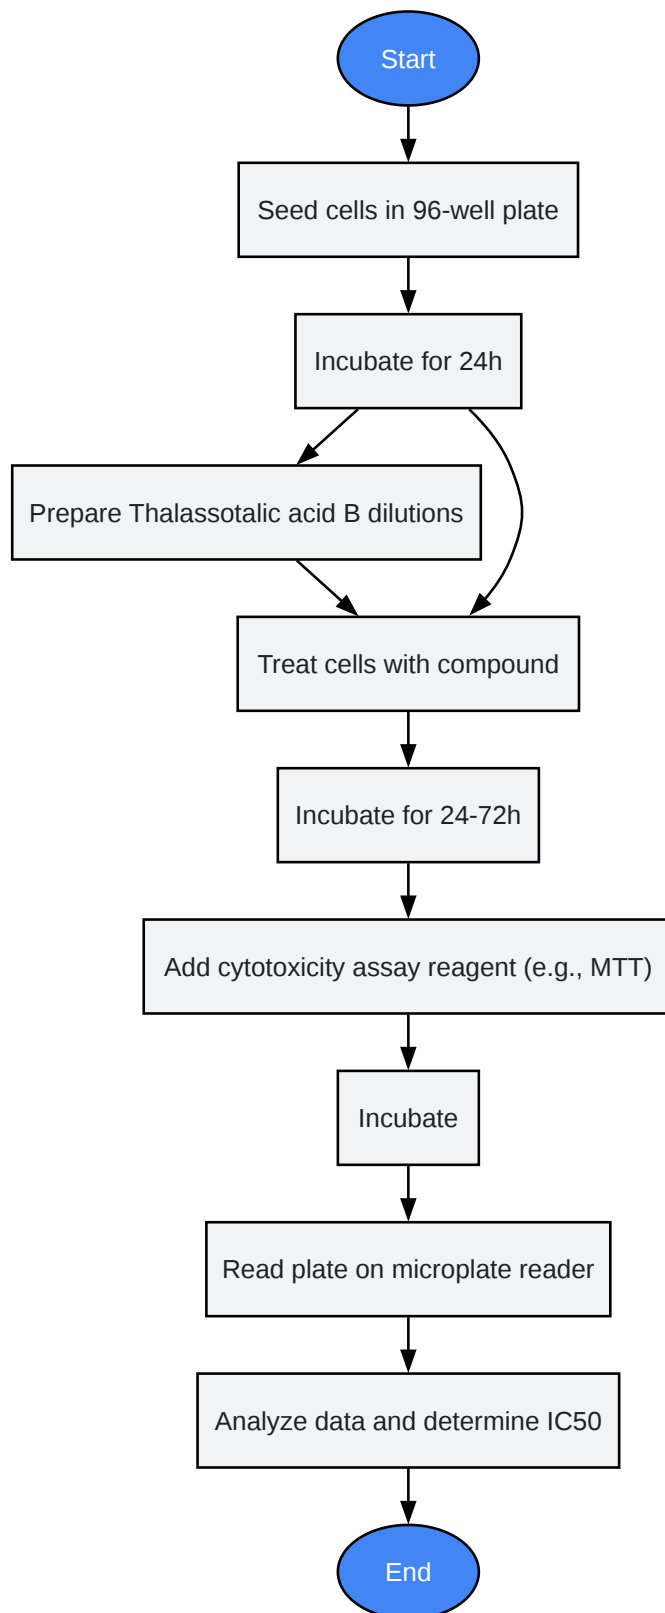 Start
Seed cells in 96-well plate
Incubate for 24h
Prepare Thalassotalic acid B dilutions
Treat cells with compound
Incubate for 24-72h
Add cytotoxicity assay reagent (e.g., MTT)
Incubate
Read plate on microplate reader
Analyze data and determine IC50
End